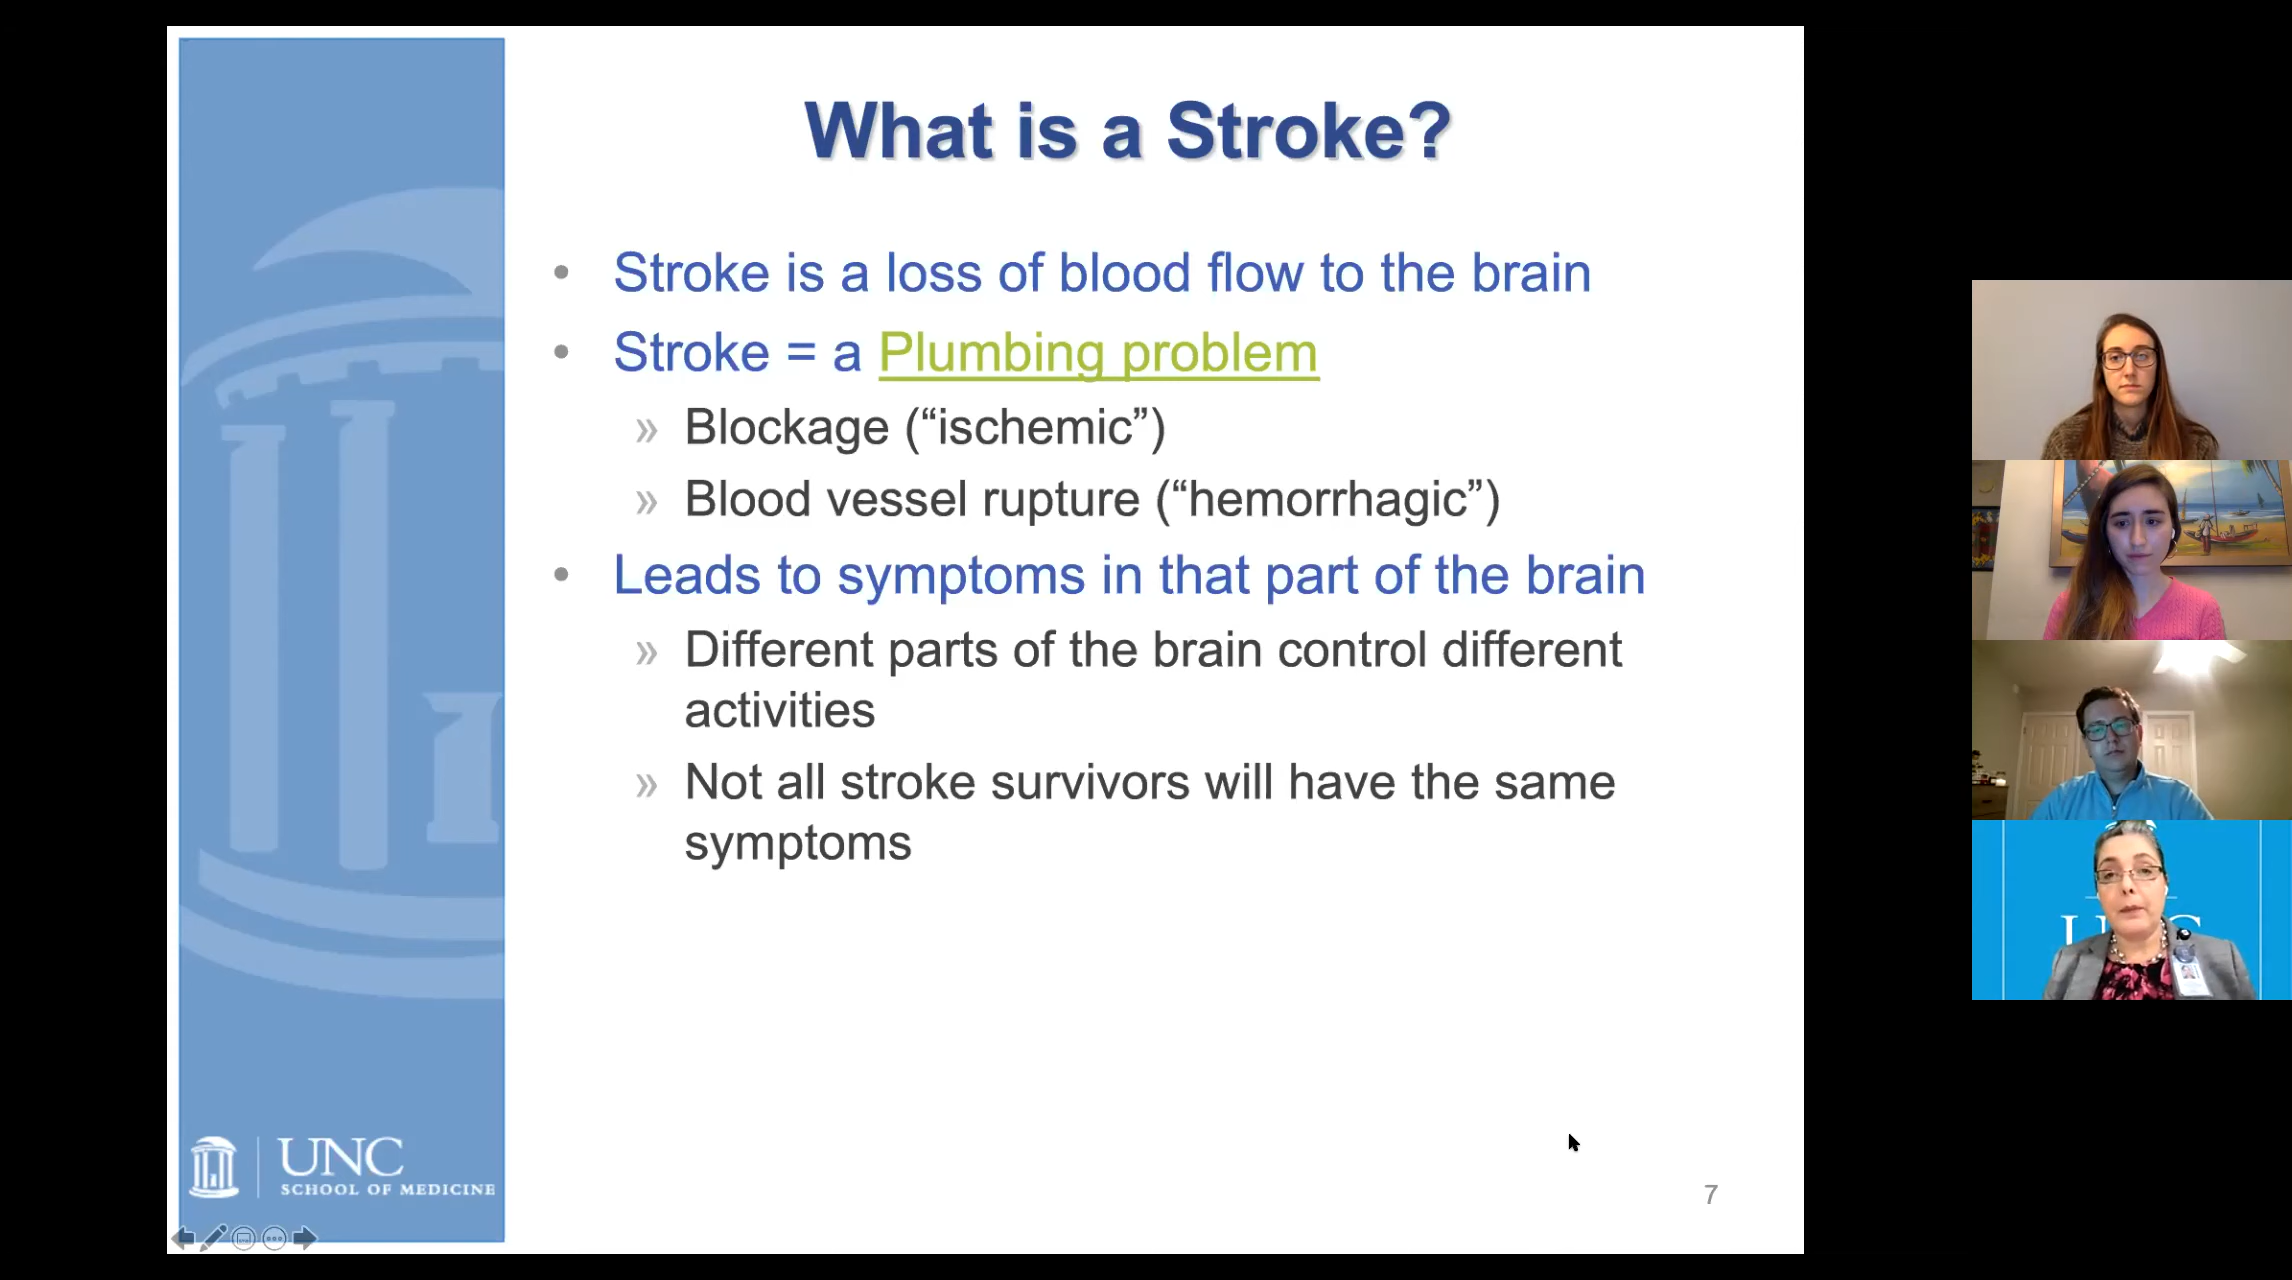 What is a Stroke?
• Stroke is a loss of blood flow to the brain
• Stroke = a Plumbing problem
» Blockage (“ischemic”)
» Blood vessel rupture (“hemorrhagic”)
• Leads to symptoms in that part of the brain
» Different parts of the brain control different
activities
» Not all stroke survivors will have the same
symptoms
UNC
SCHOOL OF MEDICINE
7